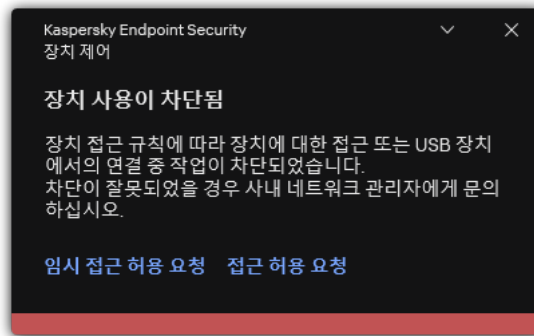 Kaspersky Endpoint Security
장치 제어
장치 사용이 차단됨
장치 접근 규칙에 따라 장치에 대한 접근 또는 USB 장치
에서의 연결 중 작업이 차단되었습니다.
차단이 잘못되었을 경우 사내 네트워크 관리자에게 문의
하십시오.
임시 접근 허용 요청 접근 허용 요청